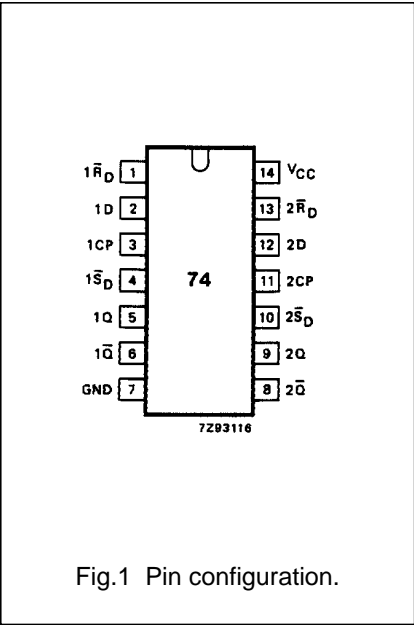 1R̅D 1 14 VCC
1D 2 13 2R̅D
1CP 3 12 2D
1S̅D 4 74 11 2CP
1Q 5 10 2S̅D
1Q̅ 6 9 2Q
GND 7 8 2Q̅
7Z93116
Fig.1 Pin configuration.